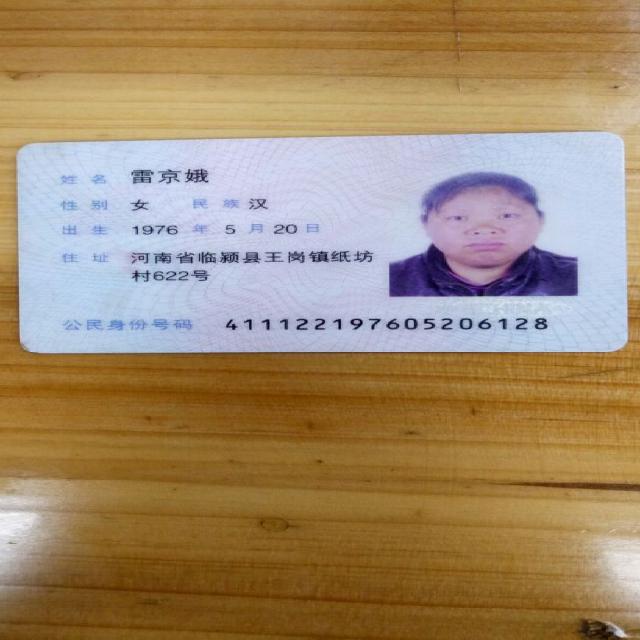 姓名 雷京娥
性别 女 民族 汉
出生 1976 年 5 月 20 日
住址 河南省临颍县王岗镇纸坊
村622号
公民身份号码 411122197605206128